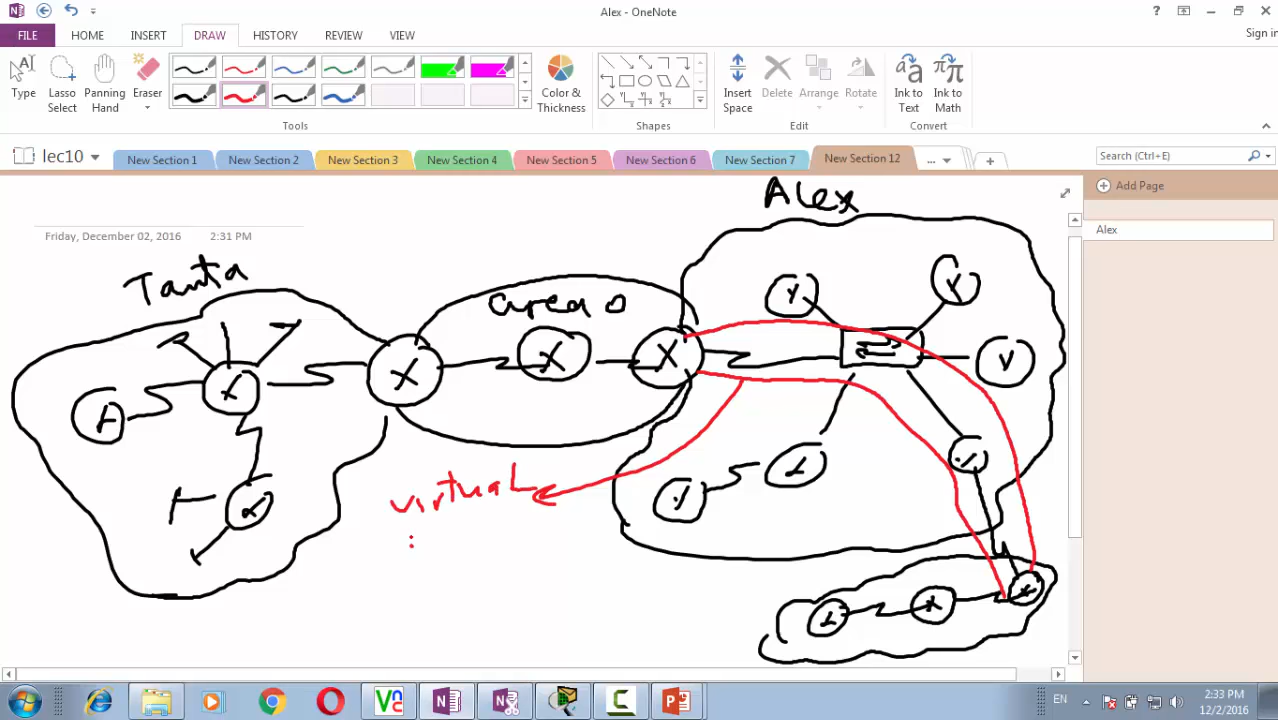 Alex - OneNote
?
Sign in
FILE HOME INSERT DRAW HISTORY REVIEW VIEW
Type
Lasso Select
Panning Hand
Eraser
Color & Thickness
Insert Space
Delete
Arrange
Rotate
Ink to Text
Ink to Math
Tools
Shapes
Edit
Convert
lec10
New Section 1
New Section 2
New Section 3
New Section 4
New Section 5
New Section 6
New Section 7
New Section 12
...
Search (Ctrl+E)
Add Page
Alex
Alex
Friday, December 02, 2016 2:31 PM
Tanta
area 0
X
X
X
virtual
EN
2:33 PM
12/2/2016